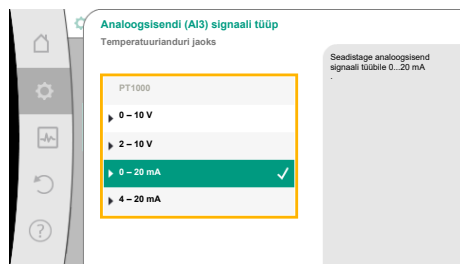 Analoogsisendi (AI3) signaali tüüp
Temperatuurianduri jaoks
Seadistage analoogsisend
signaali tüübile 0...20 mA
.
PT1000
0 – 10 V
2 – 10 V
0 – 20 mA
4 – 20 mA
?